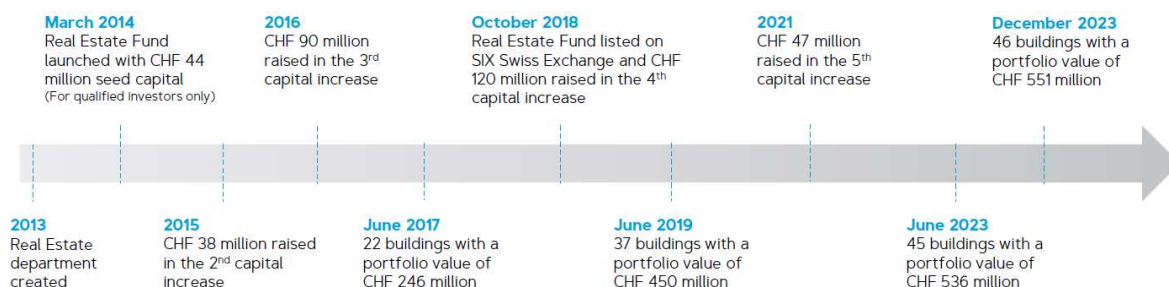 March 2014
Real Estate Fund
launched with CHF 44
million seed capital
(For qualified investors only)
2016
CHF 90 million
raised in the 3rd
capital increase
October 2018
Real Estate Fund listed on
SIX Swiss Exchange and CHF
120 million raised in the 4th
capital increase
2021
CHF 47 million
raised in the 5th
capital increase
December 2023
46 buildings with a
portfolio value of
CHF 551 million
2013
Real Estate
department
created
2015
CHF 38 million raised
in the 2nd capital
increase
June 2017
22 buildings with a
portfolio value of
CHF 246 million
June 2019
37 buildings with a
portfolio value of
CHF 450 million
June 2023
45 buildings with a
portfolio value of
CHF 536 million